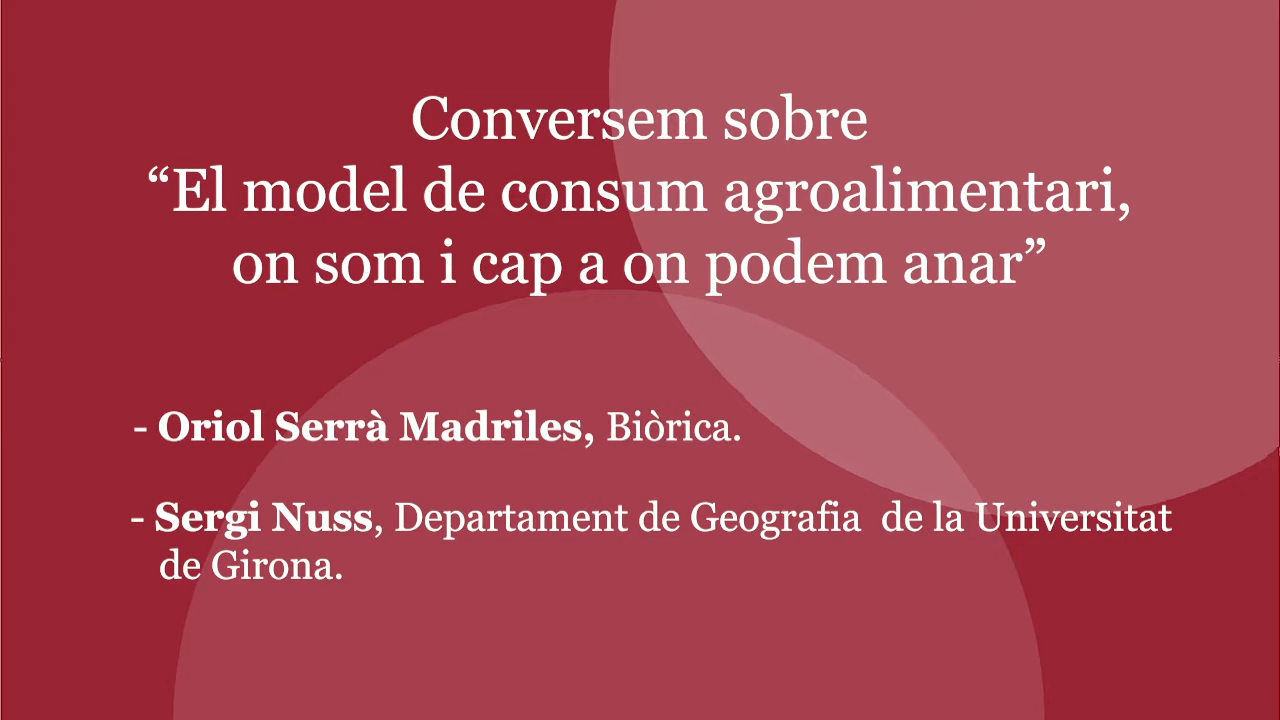 Conversem sobre
“El model de consum agroalimentari,
on som i cap a on podem anar”
- Oriol Serrà Madriles, Biòrica.
- Sergi Nuss, Departament de Geografia  de la Universitat
de Girona.